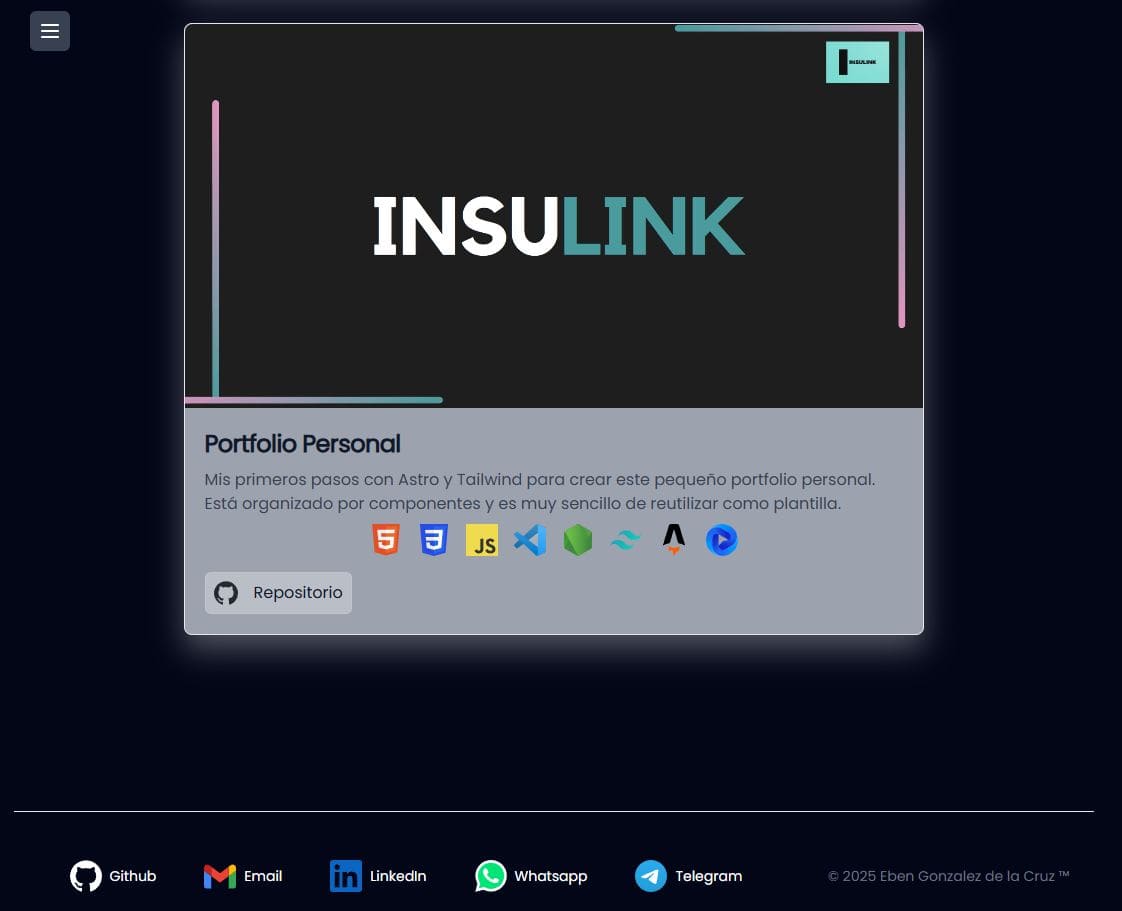 INSULINK
INSULINK
Portfolio Personal
Mis primeros pasos con Astro y Tailwind para crear este pequeño portfolio personal.
Está organizado por componentes y es muy sencillo de reutilizar como plantilla.
5 3 JS
Repositorio
Github Email in LinkedIn Whatsapp Telegram © 2025 Eben Gonzalez de la Cruz ™